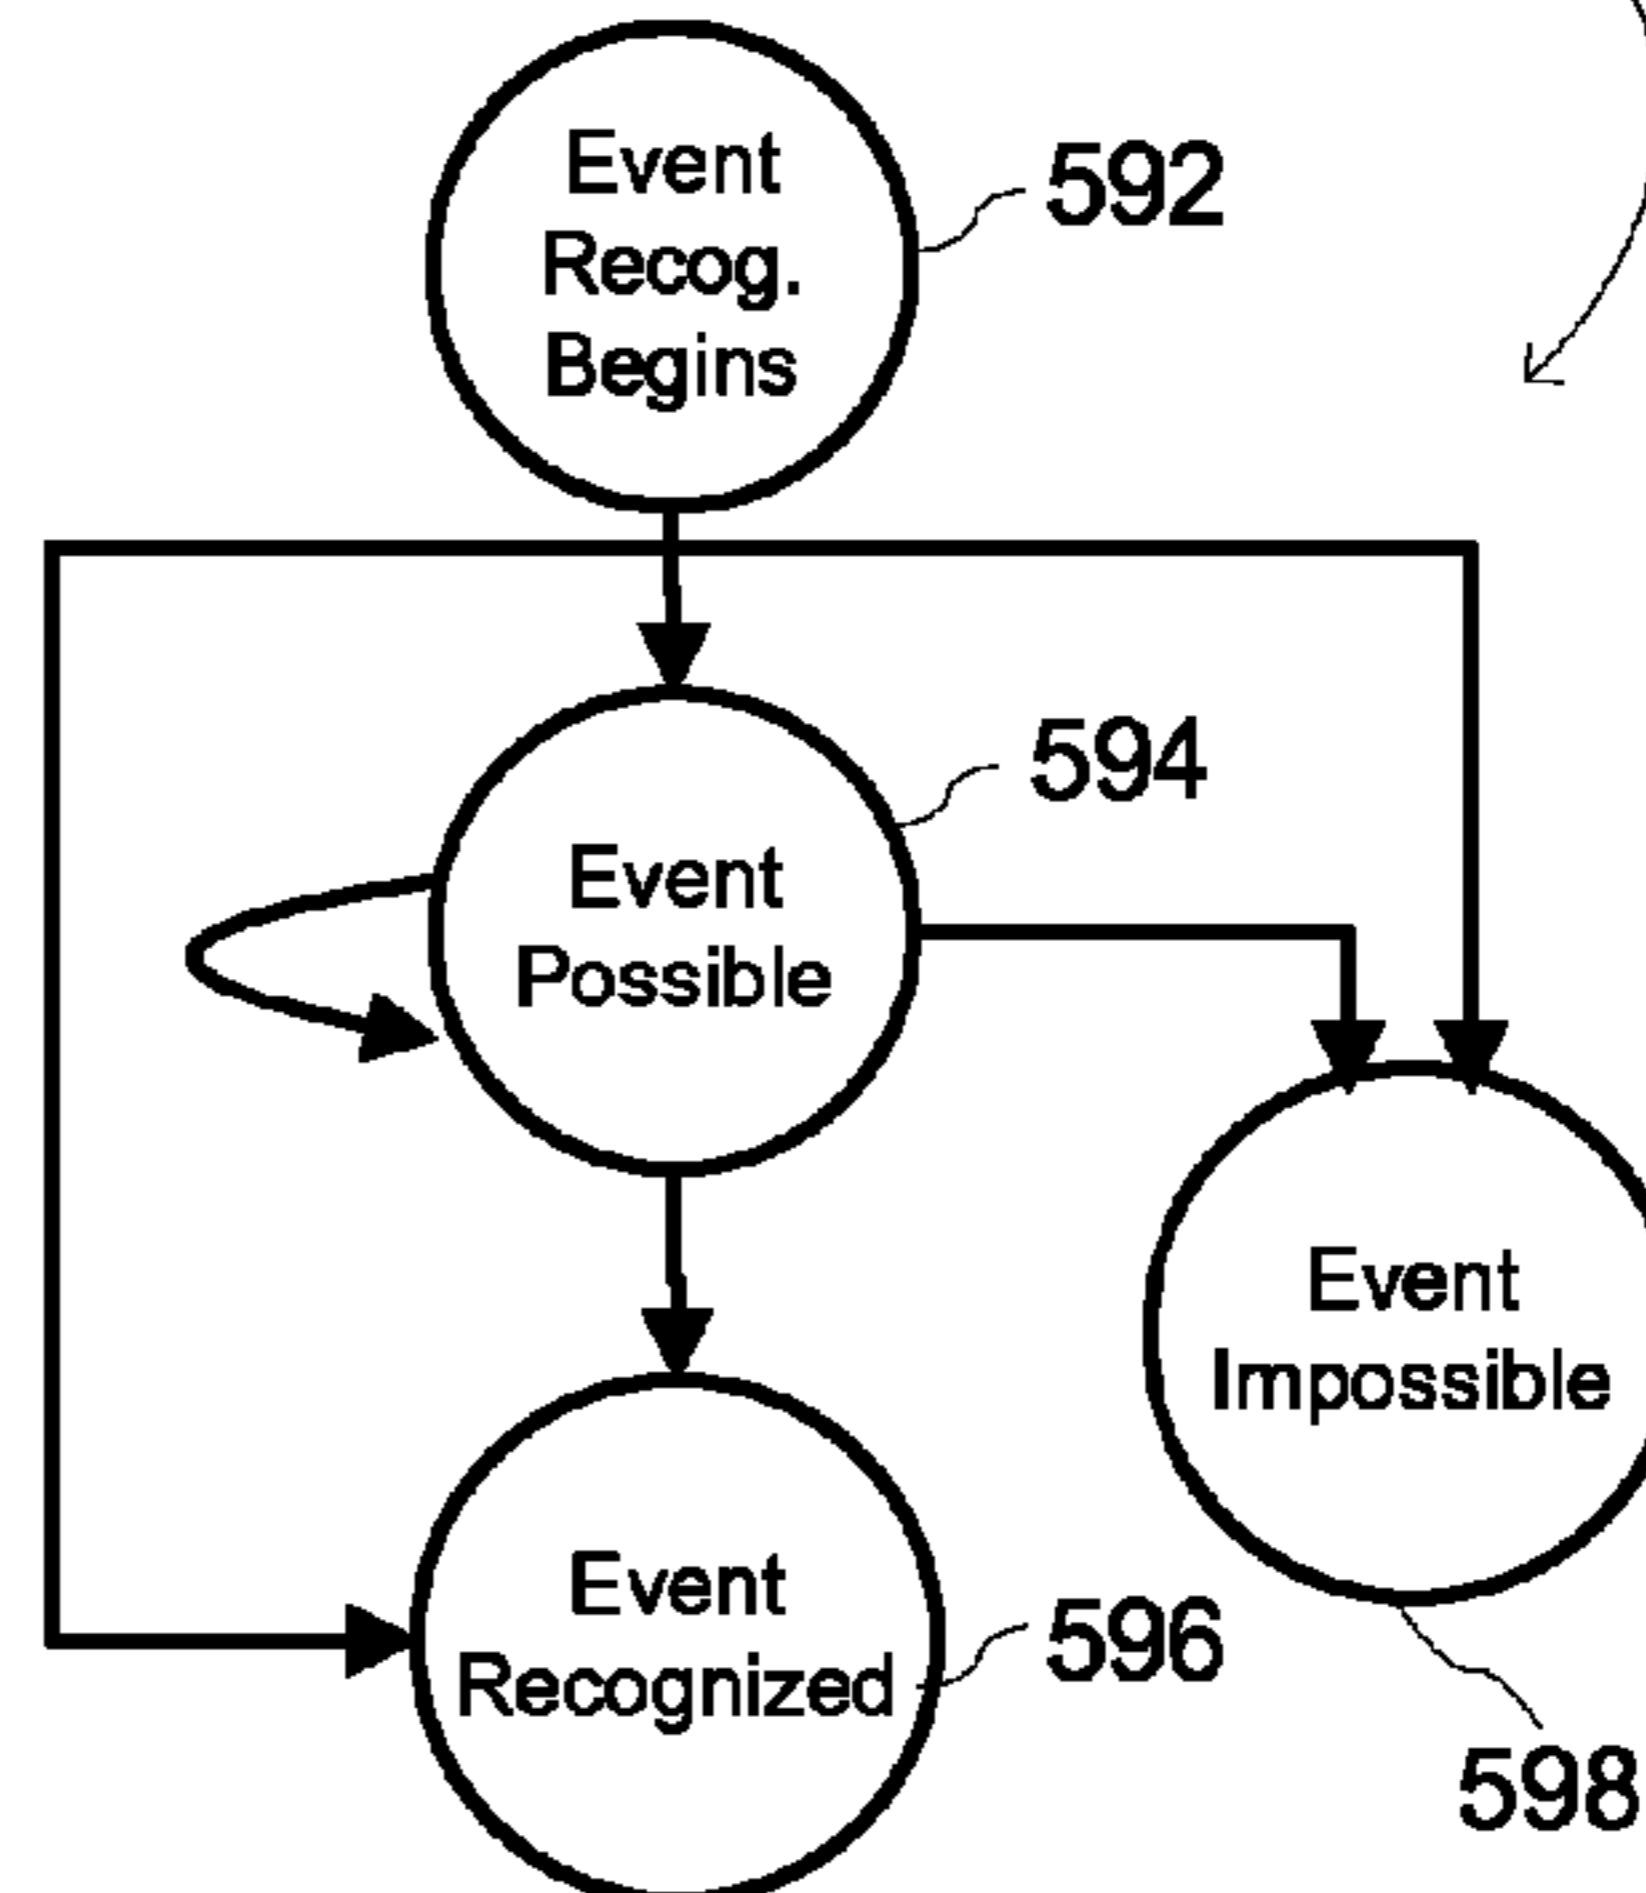 Event
Recog.
Begins
592
594
Event
Possible
Event
Impossible
Event
Recognized
596
598